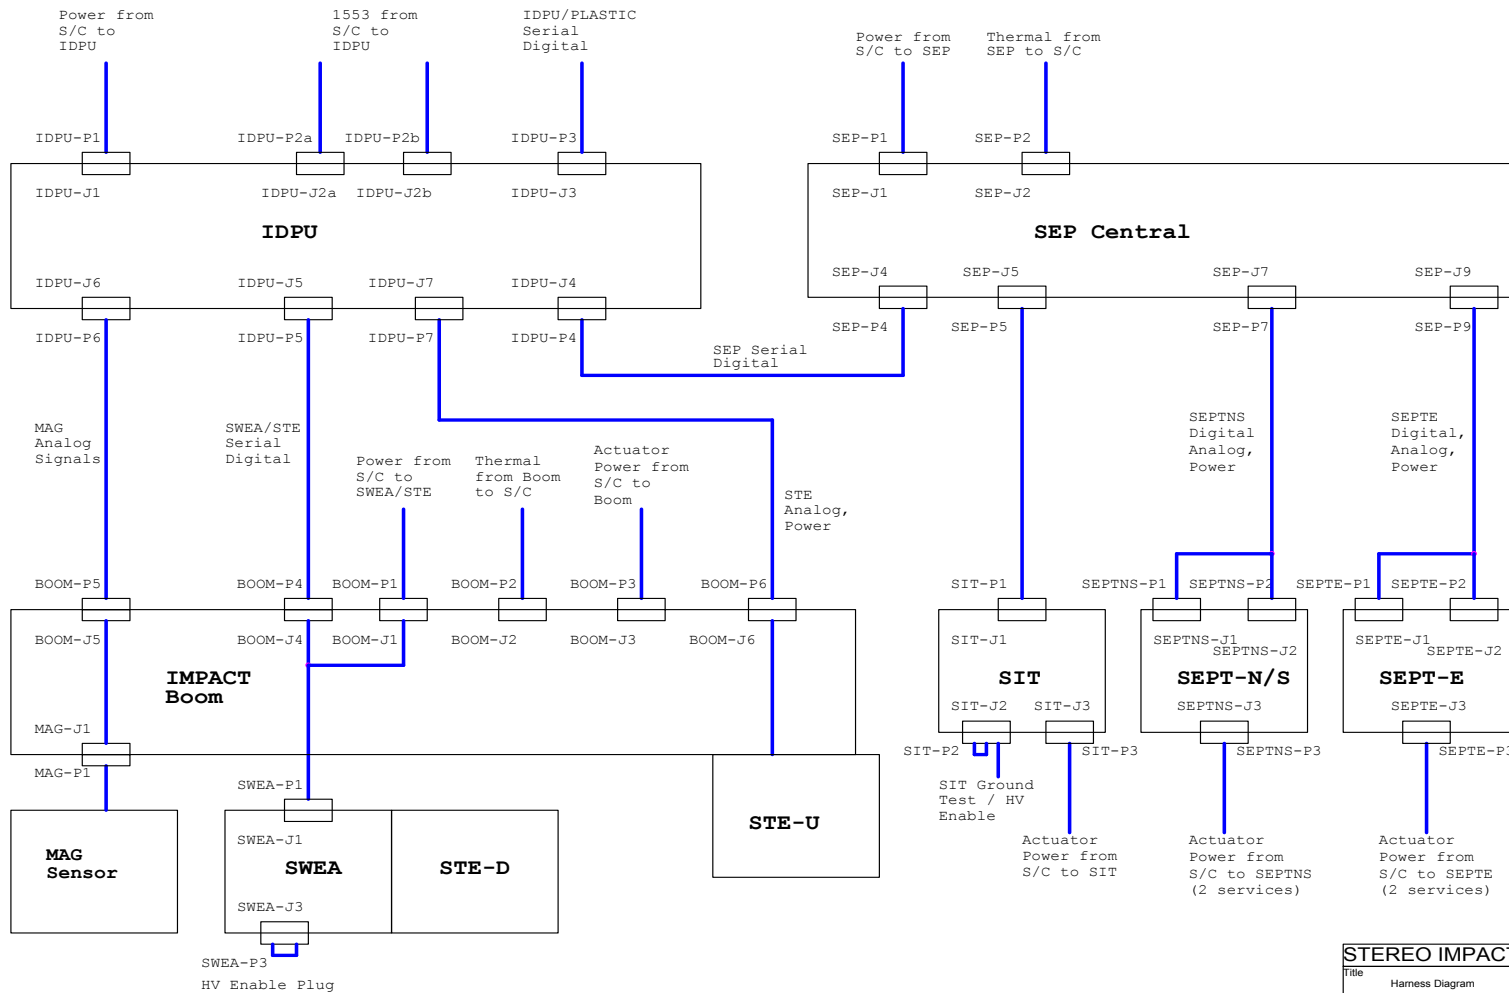 Power from
S/C to
IDPU
1553 from
S/C to
IDPU
IDPU/PLASTIC
Serial
Digital
Power from
S/C to SEP
Thermal from
SEP to S/C
IDPU-P1
IDPU-P2a
IDPU-P2b
IDPU-P3
SEP-P1
SEP-P2
IDPU-J1
IDPU-J2a
IDPU-J2b
IDPU-J3
SEP-J1
SEP-J2
IDPU
SEP Central
IDPU-J6
IDPU-J5
IDPU-J7
IDPU-J4
SEP-J4
SEP-J5
SEP-J7
SEP-J9
IDPU-P6
IDPU-P5
IDPU-P7
IDPU-P4
SEP-P4
SEP-P5
SEP-P7
SEP-P9
SEP Serial
Digital
MAG
Analog
Signals
SWEA/STE
Serial
Digital
Power from
S/C to
SWEA/STE
Thermal
from Boom
to S/C
Actuator
Power from
S/C to
Boom
STE
Analog,
Power
SEPTNS
Digital
Analog,
Power
SEPTE
Digital,
Analog,
Power
BOOM-P5
BOOM-P4
BOOM-P1
BOOM-P2
BOOM-P3
BOOM-P6
SIT-P1
SEPTNS-P1
SEPTNS-P2
SEPTE-P1
SEPTE-P2
BOOM-J5
BOOM-J4
BOOM-J1
BOOM-J2
BOOM-J3
BOOM-J6
SIT-J1
SEPTNS-J1
SEPTNS-J2
SEPTE-J1
SEPTE-J2
IMPACT
Boom
SIT
SEPT-N/S
SEPT-E
MAG-J1
SIT-J2
SIT-J3
SEPTNS-J3
SEPTE-J3
MAG-P1
SIT-P2
SIT-P3
SEPTNS-P3
SEPTE-P3
SWEA-P1
SIT Ground
Test / HV
Enable
SWEA-J1
MAG
Sensor
SWEA
STE-D
STE-U
Actuator
Power from
S/C to SIT
Actuator
Power from
S/C to SEPTNS
(2 services)
Actuator
Power from
S/C to SEPTE
(2 services)
SWEA-J3
SWEA-P3
HV Enable Plug
STEREO IMPACT
Title
Harness Diagram